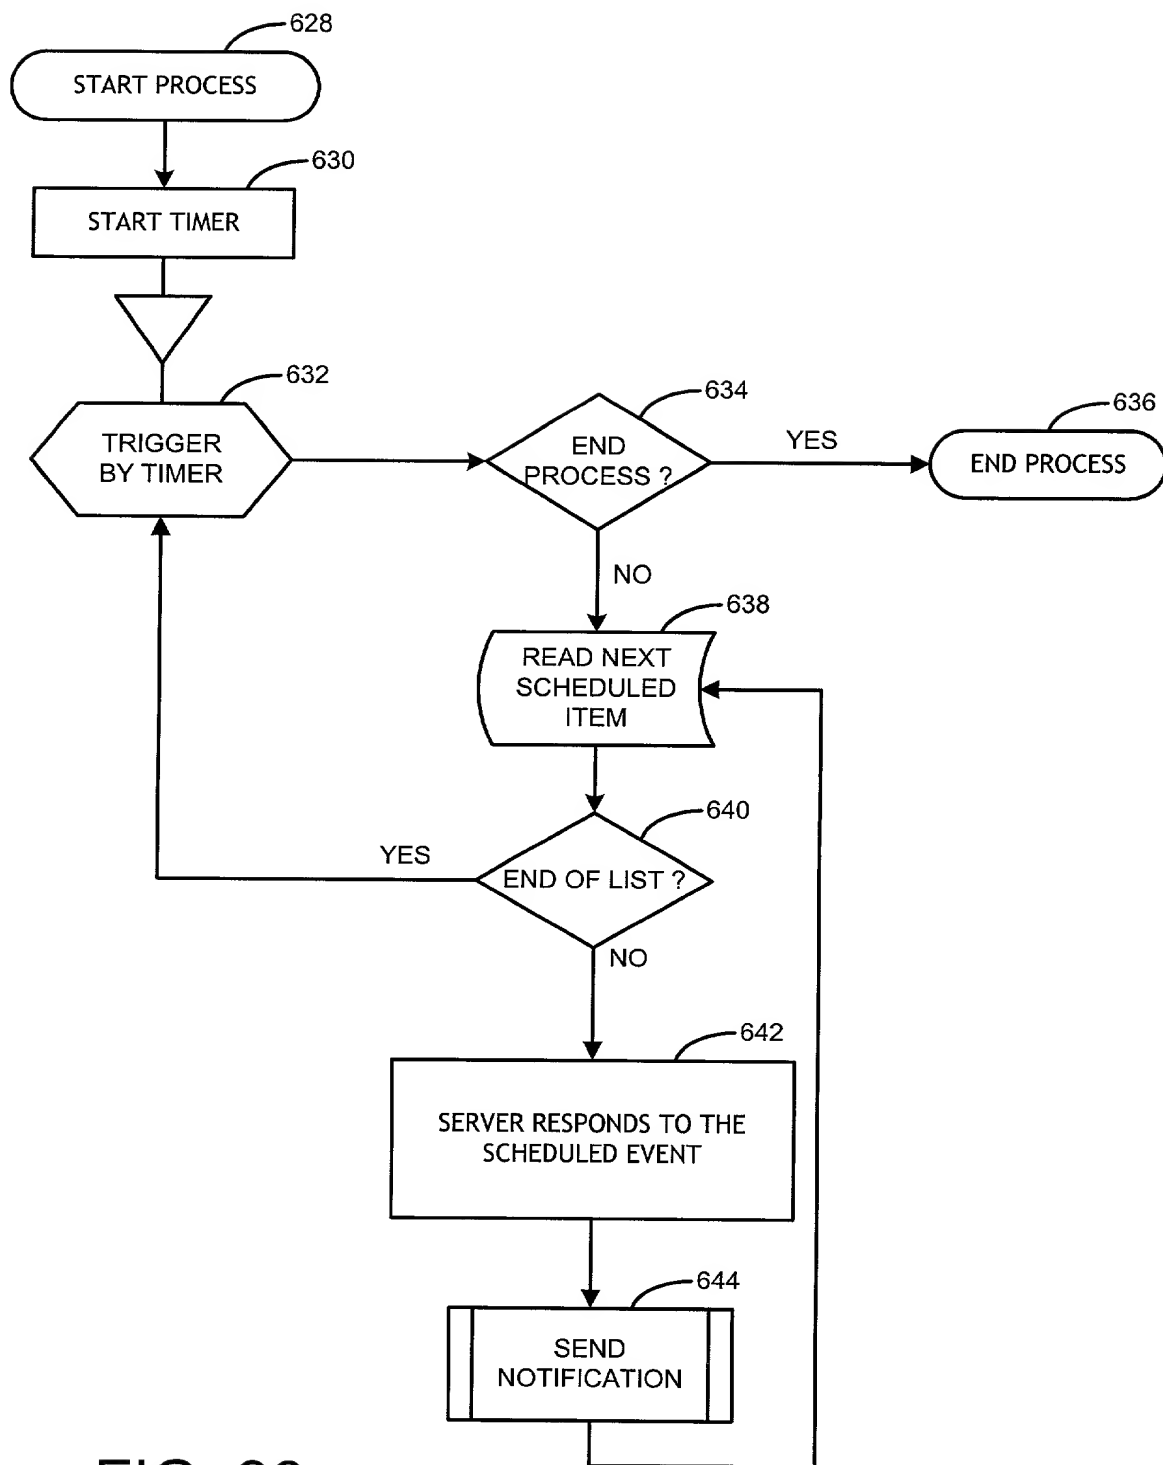 628
START PROCESS
630
START TIMER
632
TRIGGER
BY TIMER
634
END
PROCESS ?
YES
636
END PROCESS
NO
638
READ NEXT
SCHEDULED
ITEM
640
YES
END OF LIST ?
NO
642
SERVER RESPONDS TO THE
SCHEDULED EVENT
644
SEND
NOTIFICATION
FIG.